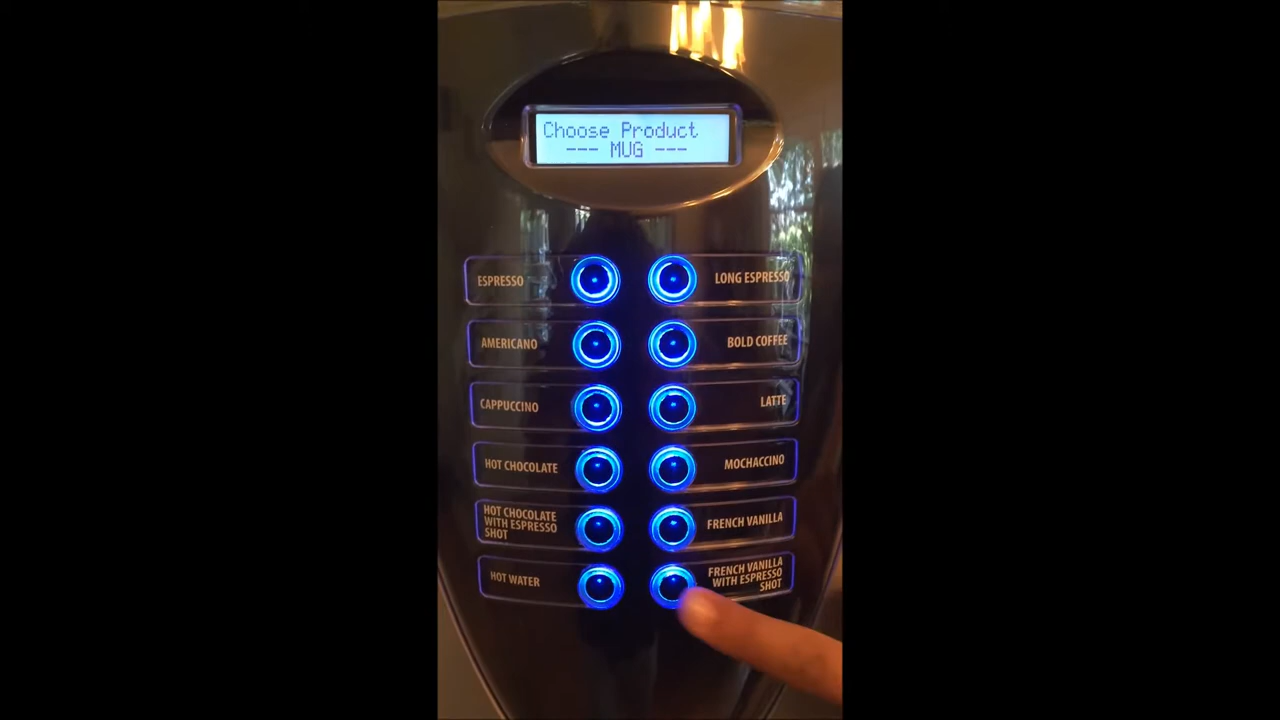 Choose Product
--- MUG ---
ESPRESSO
LONG ESPRESSO
AMERICANO
BOLD COFFEE
CAPPUCCINO
LATTE
HOT CHOCOLATE
MOCHACCINO
HOT CHOCOLATE
WITH ESPRESSO
SHOT
FRENCH VANILLA
HOT WATER
FRENCH VANILLA
WITH ESPRESSO
SHOT